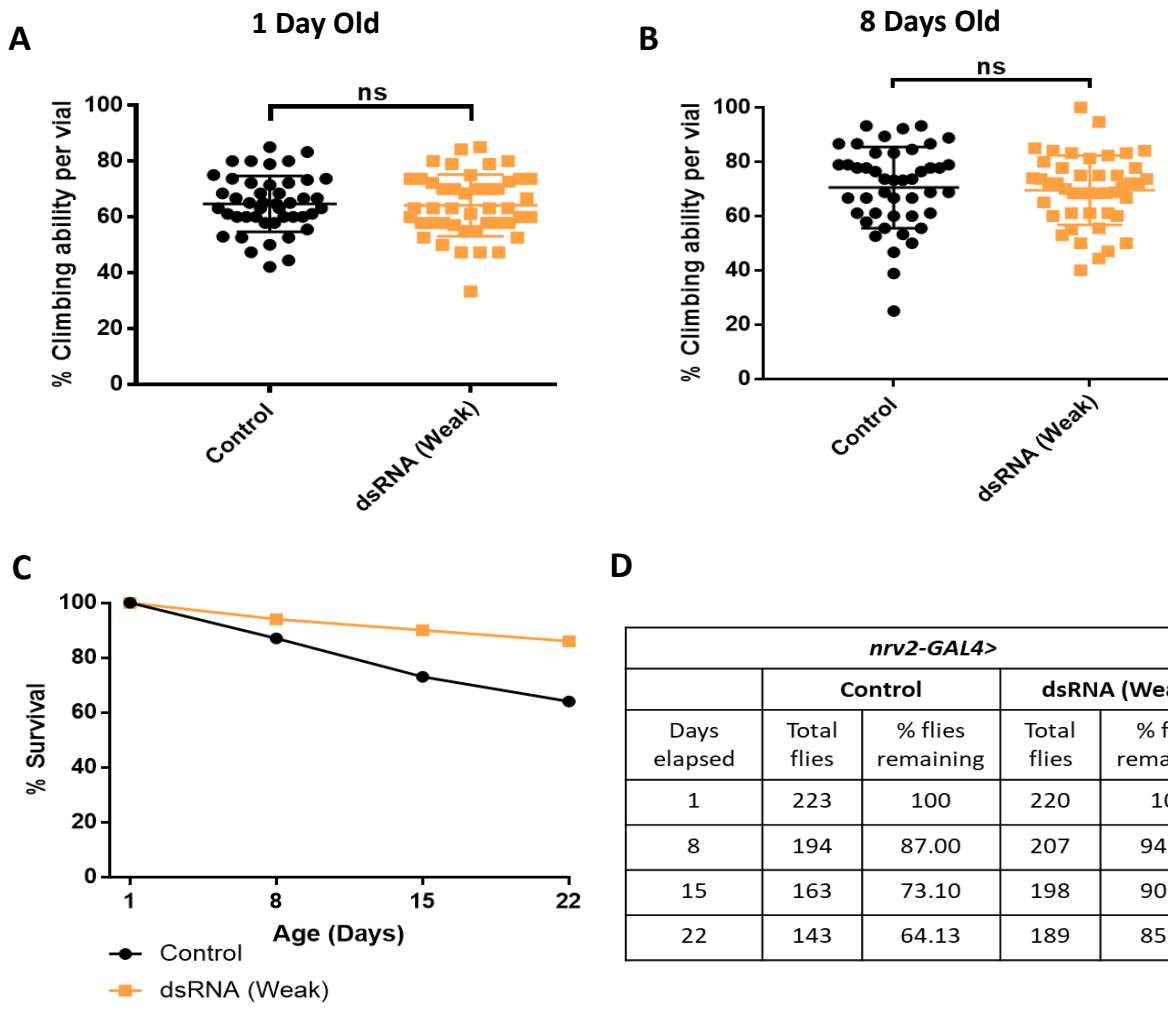 A
1 Day Old
B
8 Days Old
ns
% Climbing ability per vial
100
80
60
40
20
0
Control
dsRNA (Weak)
ns
% Climbing ability per vial
100
80
60
40
20
0
Control
dsRNA (Weak)
C
% Survival
100
80
60
40
20
0
1 8 15 22
Age (Days)
Control
dsRNA (Weak)
D
nrv2-GAL4>
Control dsRNA
Days elapsed Total flies % flies remaining Total flies %
1 223 100 220
8 194 87.00 207 94
15 163 73.10 198 90
22 143 64.13 189 85